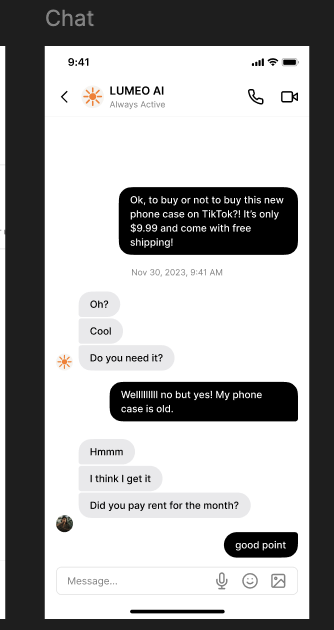 Chat
9:41
LUMEO AI
Always Active
Ok, to buy or not to buy this new
phone case on TikTok?! It's only
$9.99 and come with free
shipping!
Nov 30, 2023, 9:41 AM
Oh?
Cool
Do you need it?
Wellllllllll no but yes! My phone
case is old.
Hmmm
I think I get it
Did you pay rent for the month?
good point
Message...